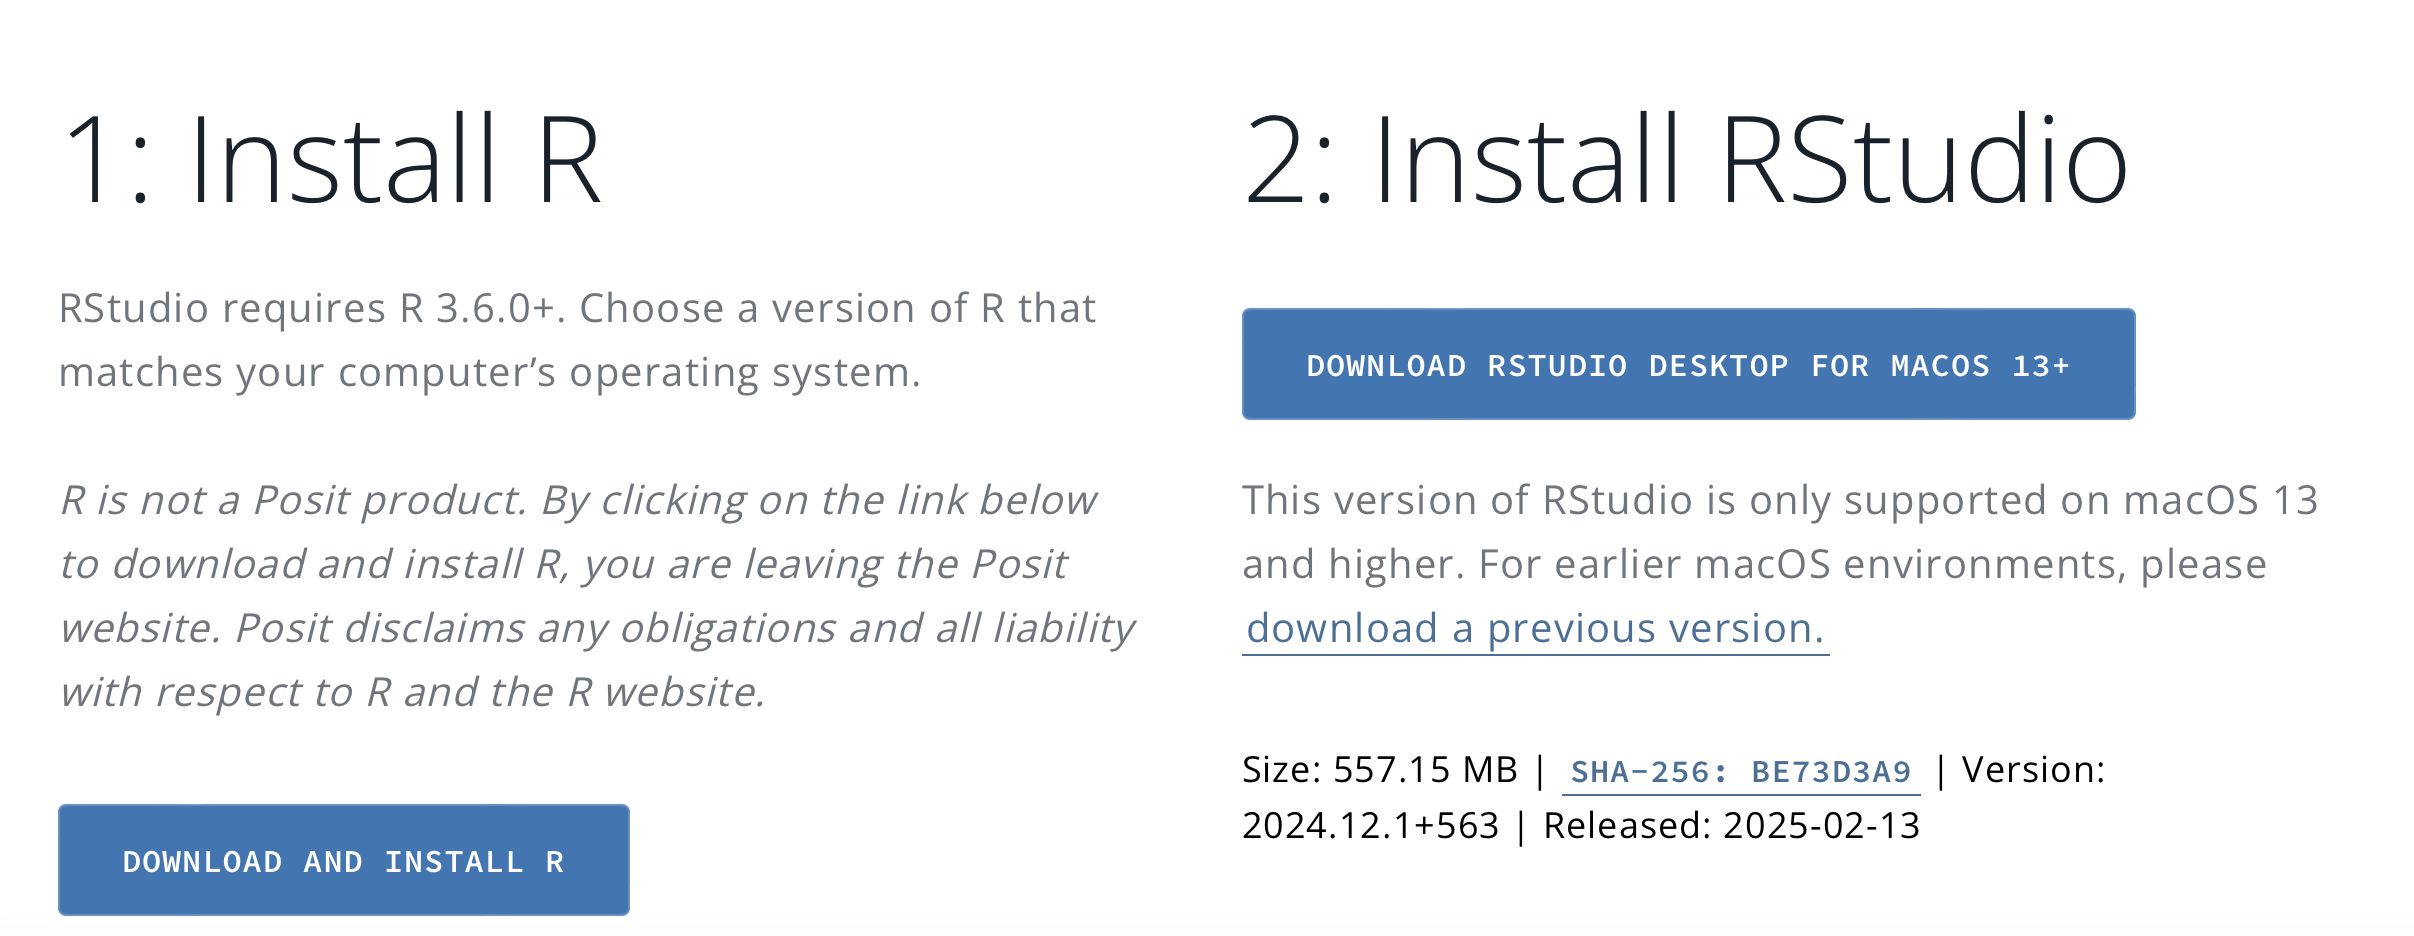 1: Install R
RStudio requires R 3.6.0+. Choose a version of R that
matches your computer’s operating system.
R is not a Posit product. By clicking on the link below
to download and install R, you are leaving the Posit
website. Posit disclaims any obligations and all liability
with respect to R and the R website.
DOWNLOAD AND INSTALL R
2: Install RStudio
DOWNLOAD RSTUDIO DESKTOP FOR MACOS 13+
This version of RStudio is only supported on macOS 13
and higher. For earlier macOS environments, please
download a previous version.
Size: 557.15 MB | SHA-256: BE73D3A9 | Version:
2024.12.1+563 | Released: 2025-02-13